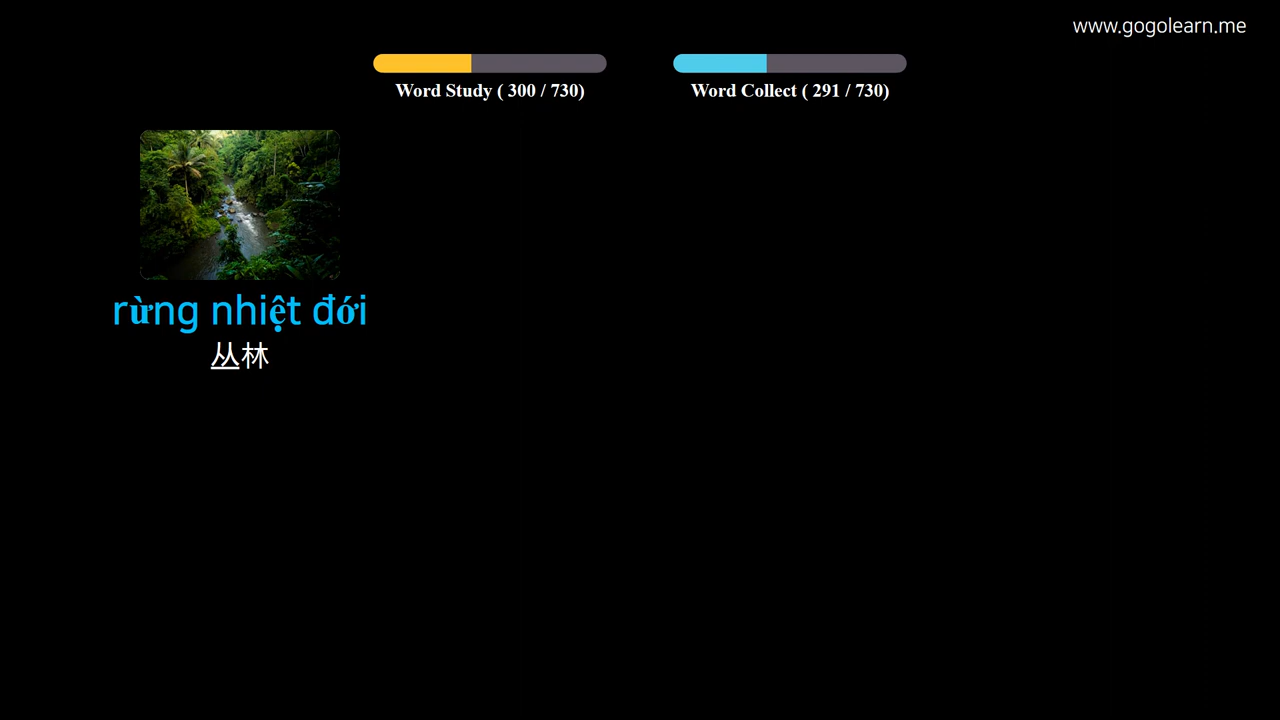 www.gogolearn.me
Word Study ( 300 / 730)
Word Collect ( 291 / 730)
rừng nhiệt đới
丛林